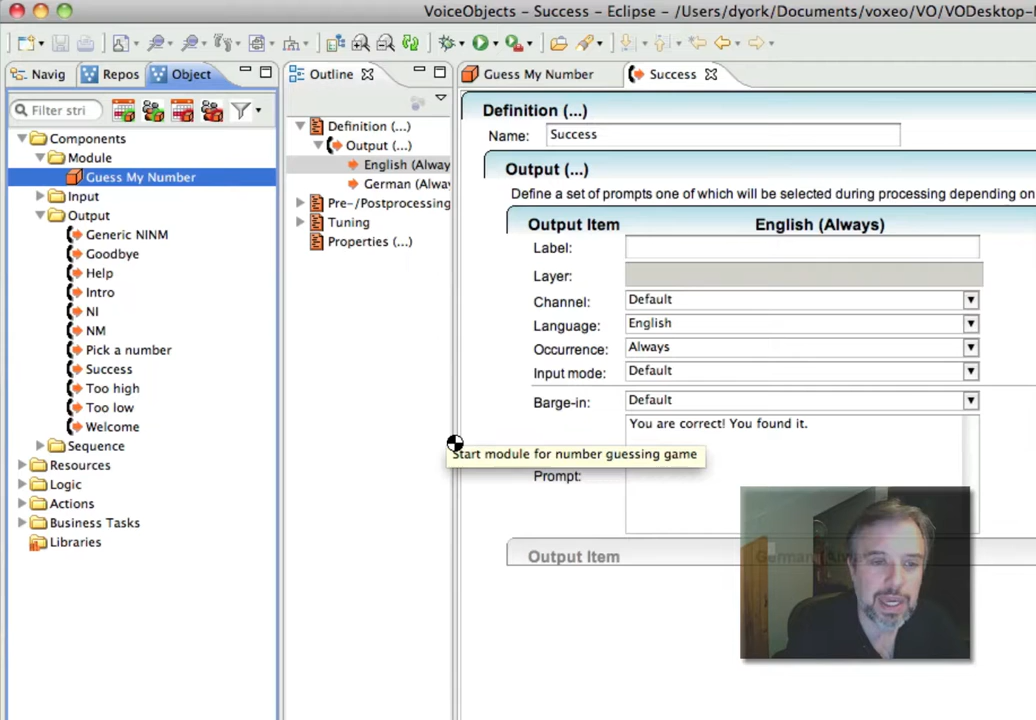 VoiceObjects - Success - Eclipse - /Users/dyork/Documents/voxeo/VO/VODesktop-
Navig
Repos
Object
Outline
Guess My Number
Success
Filter stri
Components
Module
Guess My Number
Input
Output
Generic NINM
Goodbye
Help
Intro
NI
NM
Pick a number
Success
Too high
Too low
Welcome
Sequence
Resources
Logic
Actions
Business Tasks
Libraries
Definition (...)
Output (...)
English (Alway
German (Alway
Pre-/Postprocessing
Tuning
Properties (...)
Definition (...)
Name: Success
Output (...)
Define a set of prompts one of which will be selected during processing depending on
Output Item English (Always)
Label:
Layer:
Channel: Default
Language: English
Occurrence: Always
Input mode: Default
Barge-in: Default
You are correct! You found it.
Start module for number guessing game
Prompt:
Output Item German (Alw